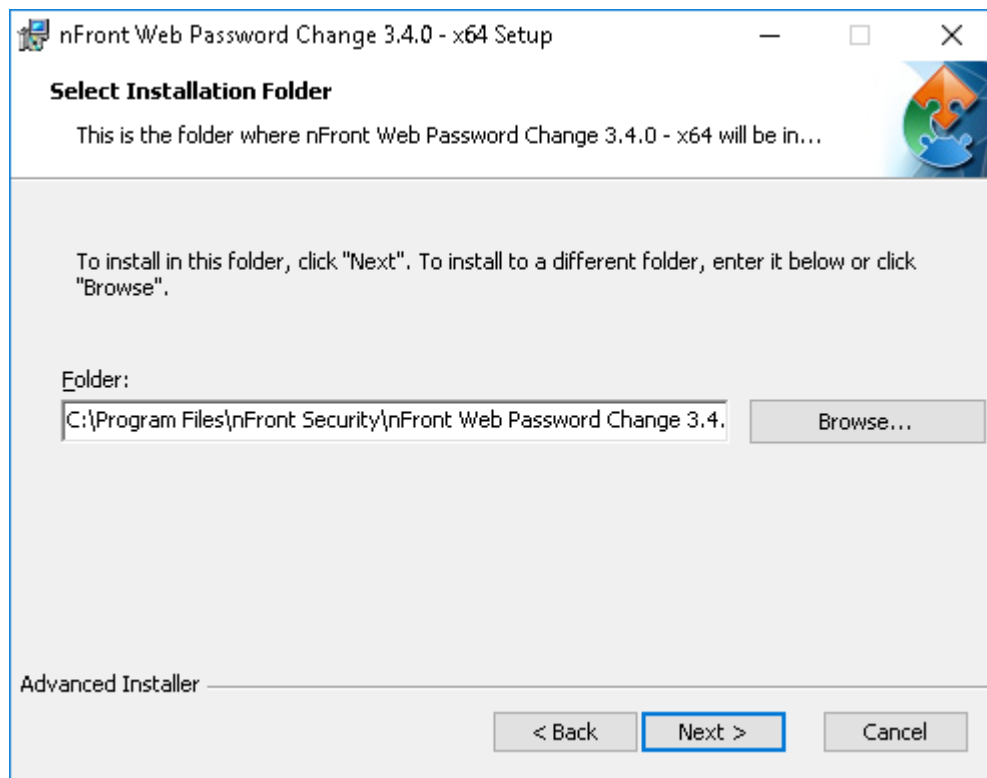 nFront Web Password Change 3.4.0 - x64 Setup
Select Installation Folder
This is the folder where nFront Web Password Change 3.4.0 - x64 will be in...
To install in this folder, click "Next". To install to a different folder, enter it below or click
"Browse".
Folder:
C:\Program Files\nFront Security\nFront Web Password Change 3.4.
Browse...
Advanced Installer
< Back
Next >
Cancel